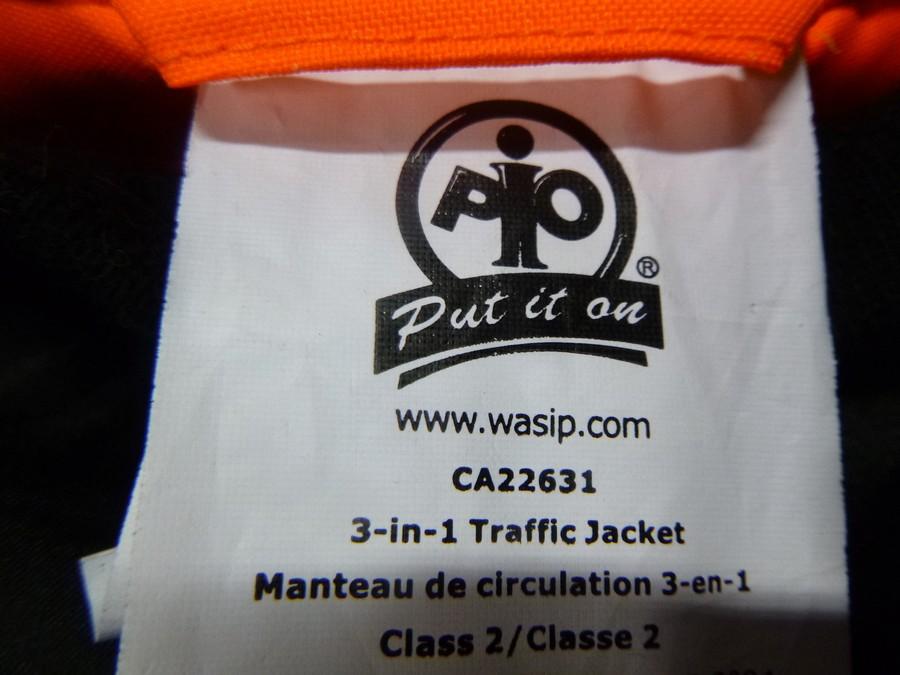 PiO
®
Put it on
www.wasip.com
CA22631
3-in-1 Traffic Jacket
Manteau de circulation 3-en-1
Class 2/Classe 2